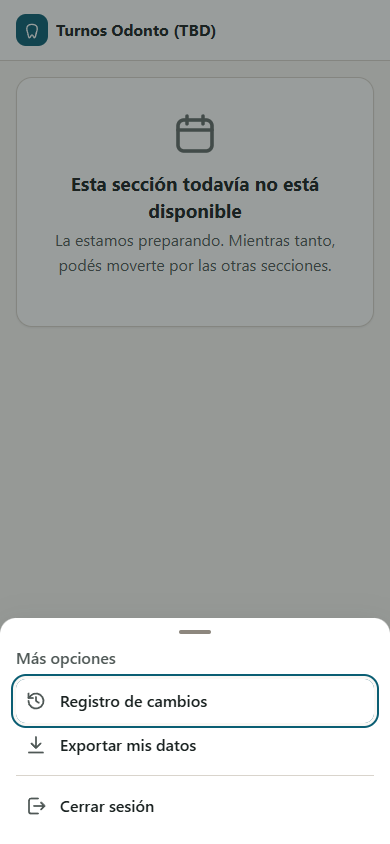 Turnos Odonto (TBD)
Esta sección todavía no está
disponible
La estamos preparando. Mientras tanto,
podés moverte por las otras secciones.
Más opciones
Registro de cambios
Exportar mis datos
Cerrar sesión